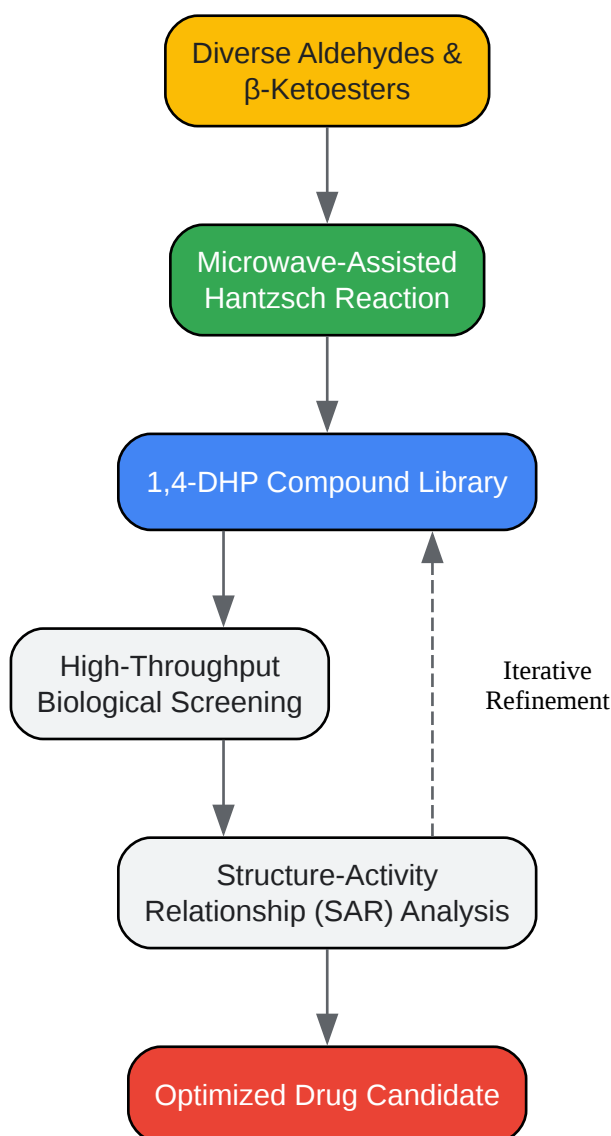 Diverse Aldehydes &
β-Ketoesters
Microwave-Assisted
Hantzsch Reaction
1,4-DHP Compound Library
High-Throughput
Biological Screening
Iterative
Refinement
Structure-Activity
Relationship (SAR) Analysis
Optimized Drug Candidate